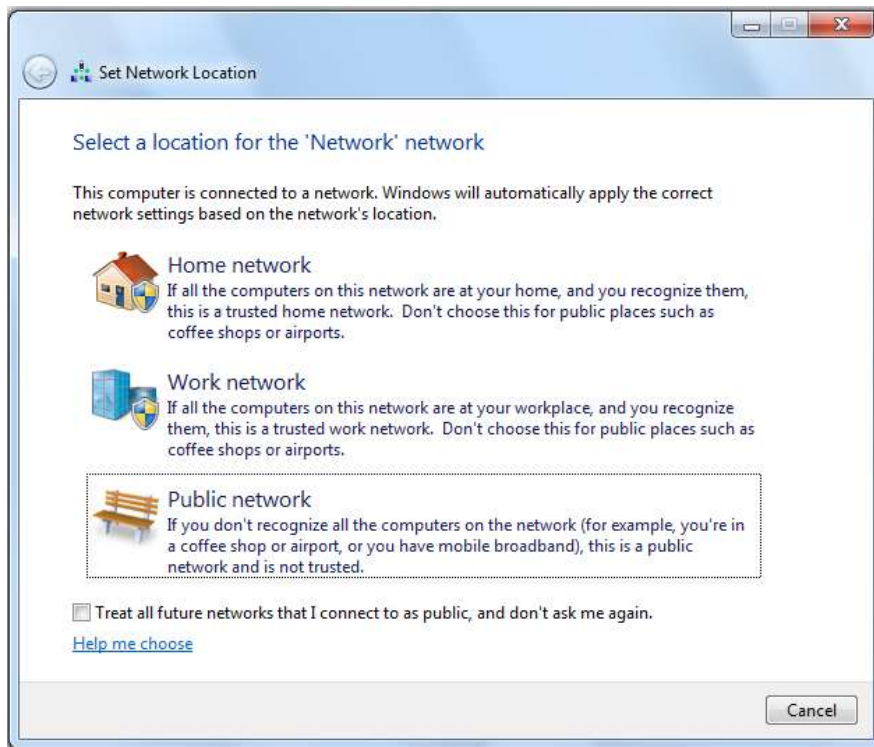 Set Network Location
Select a location for the 'Network' network
This computer is connected to a network. Windows will automatically apply the correct
network settings based on the network's location.
Home network
If all the computers on this network are at your home, and you recognize them,
this is a trusted home network.  Don't choose this for public places such as
coffee shops or airports.
Work network
If all the computers on this network are at your workplace, and you recognize
them, this is a trusted work network.  Don't choose this for public places such as
coffee shops or airports.
Public network
If you don't recognize all the computers on the network (for example, you're in
a coffee shop or airport, or you have mobile broadband), this is a public
network and is not trusted.
Treat all future networks that I connect to as public, and don't ask me again.
Help me choose
Cancel